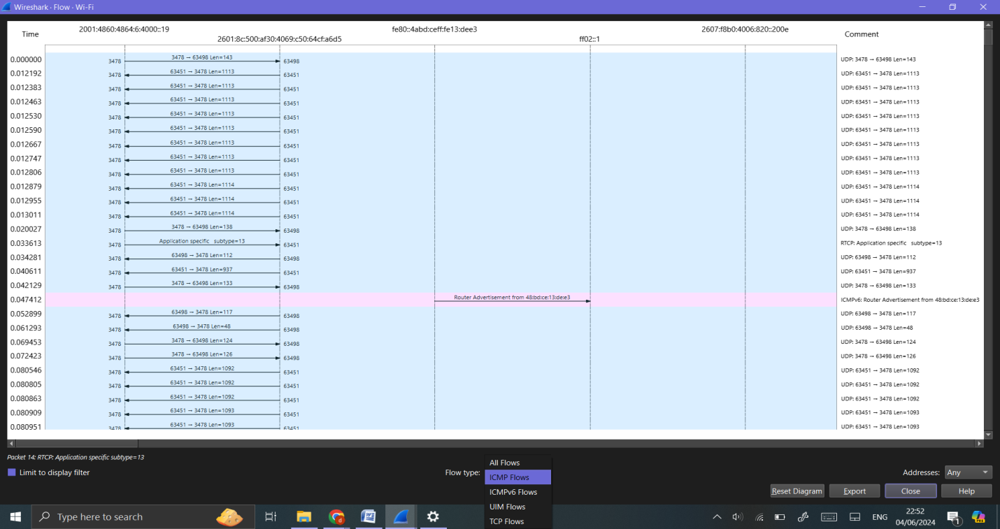 Wireshark · Flow · Wi-Fi
Time 2001:4860:4864:6:4000::19 2601:8c:500:af30:4069:c50:64cf:a6d5 fe80::4abd:ceff:fe13:dee3 ff02::1 2607:f8b0:4006:820::200e Comment
0.000000 3478 3478 → 63498 Len=143 63498 UDP: 3478 → 63498 Len=143
0.012192 3478 63451 → 3478 Len=1113 63451 UDP: 63451 → 3478 Len=1113
0.012383 3478 63451 → 3478 Len=1113 63451 UDP: 63451 → 3478 Len=1113
0.012463 3478 63451 → 3478 Len=1113 63451 UDP: 63451 → 3478 Len=1113
0.012530 3478 63451 → 3478 Len=1113 63451 UDP: 63451 → 3478 Len=1113
0.012590 3478 63451 → 3478 Len=1113 63451 UDP: 63451 → 3478 Len=1113
0.012667 3478 63451 → 3478 Len=1113 63451 UDP: 63451 → 3478 Len=1113
0.012747 3478 63451 → 3478 Len=1113 63451 UDP: 63451 → 3478 Len=1113
0.012806 3478 63451 → 3478 Len=1113 63451 UDP: 63451 → 3478 Len=1113
0.012879 3478 63451 → 3478 Len=1114 63451 UDP: 63451 → 3478 Len=1114
0.012955 3478 63451 → 3478 Len=1114 63451 UDP: 63451 → 3478 Len=1114
0.013011 3478 63451 → 3478 Len=1114 63451 UDP: 63451 → 3478 Len=1114
0.020027 3478 3478 → 63498 Len=138 63498 UDP: 3478 → 63498 Len=138
0.033613 3478 Application specific subtype=13 63451 RTCP: Application specific subtype=13
0.034281 3478 63498 → 3478 Len=112 63498 UDP: 63498 → 3478 Len=112
0.040611 3478 63451 → 3478 Len=937 63451 UDP: 63451 → 3478 Len=937
0.042129 3478 3478 → 63498 Len=133 63498 UDP: 3478 → 63498 Len=133
0.047412 Router Advertisement from 48:bd:ce:13:de:e3 ICMPv6: Router Advertisement from 48:bd:ce:13:de:e3
0.052899 3478 63498 → 3478 Len=117 63498 UDP: 63498 → 3478 Len=117
0.061293 3478 63498 → 3478 Len=48 63498 UDP: 63498 → 3478 Len=48
0.069453 3478 3478 → 63498 Len=124 63498 UDP: 3478 → 63498 Len=124
0.072423 3478 3478 → 63498 Len=126 63498 UDP: 3478 → 63498 Len=126
0.080546 3478 63451 → 3478 Len=1092 63451 UDP: 63451 → 3478 Len=1092
0.080805 3478 63451 → 3478 Len=1092 63451 UDP: 63451 → 3478 Len=1092
0.080863 3478 63451 → 3478 Len=1092 63451 UDP: 63451 → 3478 Len=1092
0.080909 3478 63451 → 3478 Len=1093 63451 UDP: 63451 → 3478 Len=1093
0.080951 3478 63451 → 3478 Len=1093 63451 UDP: 63451 → 3478 Len=1093
Packet 14: RTCP: Application specific subtype=13
Limit to display filter Flow type: Addresses: Any
All Flows
ICMP Flows
ICMPv6 Flows
UIM Flows
TCP Flows
Reset Diagram Export Close Help
Type here to search ENG 22:52
04/06/2024 1